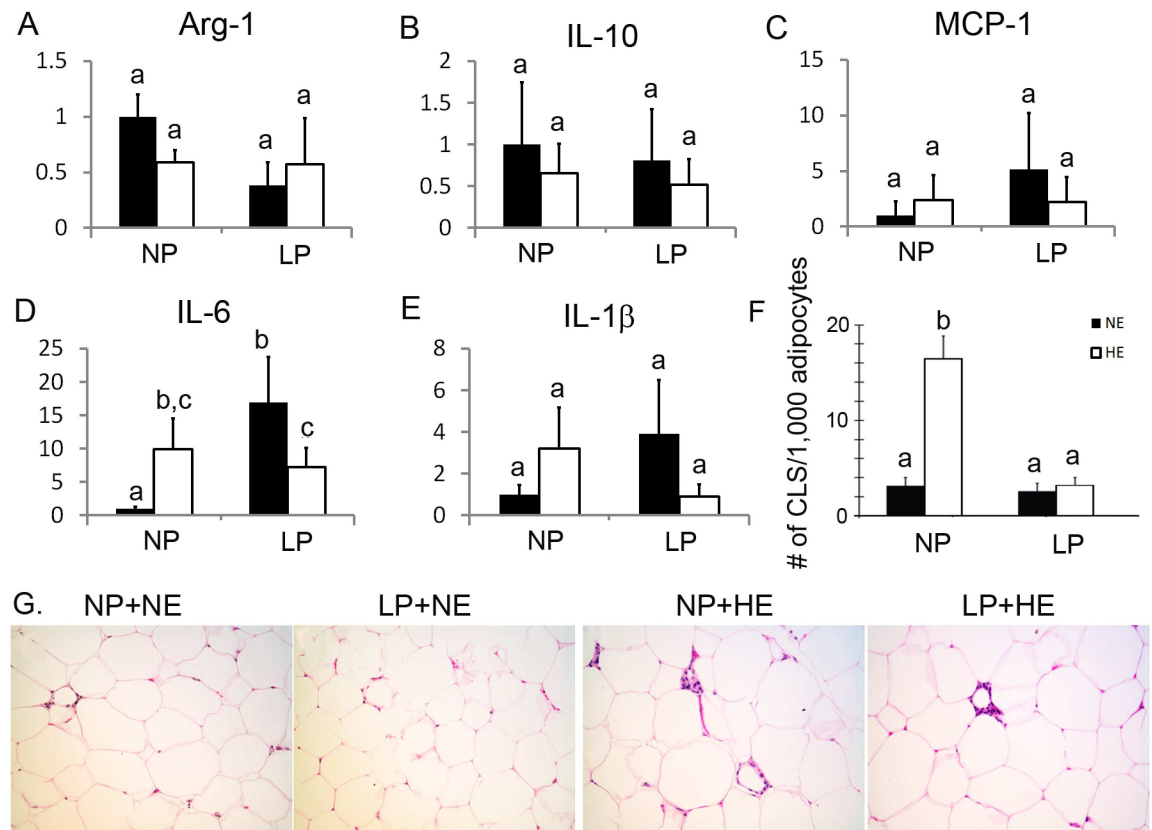 A
Arg-1
1.5
1
0.5
0
a
a
a
a
NP
LP
B
IL-10
2
1.5
1
0.5
0
a
a
a
a
NP
LP
C
MCP-1
15
10
5
0
a
a
a
a
NP
LP
D
IL-6
25
20
15
10
5
0
a
b,c
b
c
NP
LP
E
IL-1β
8
6
4
2
0
a
a
a
a
NP
LP
F
# of CLS/1,000 adipocytes
20
10
0
a
b
a
a
NP
LP
NE
HE
G.
NP+NE
LP+NE
NP+HE
LP+HE